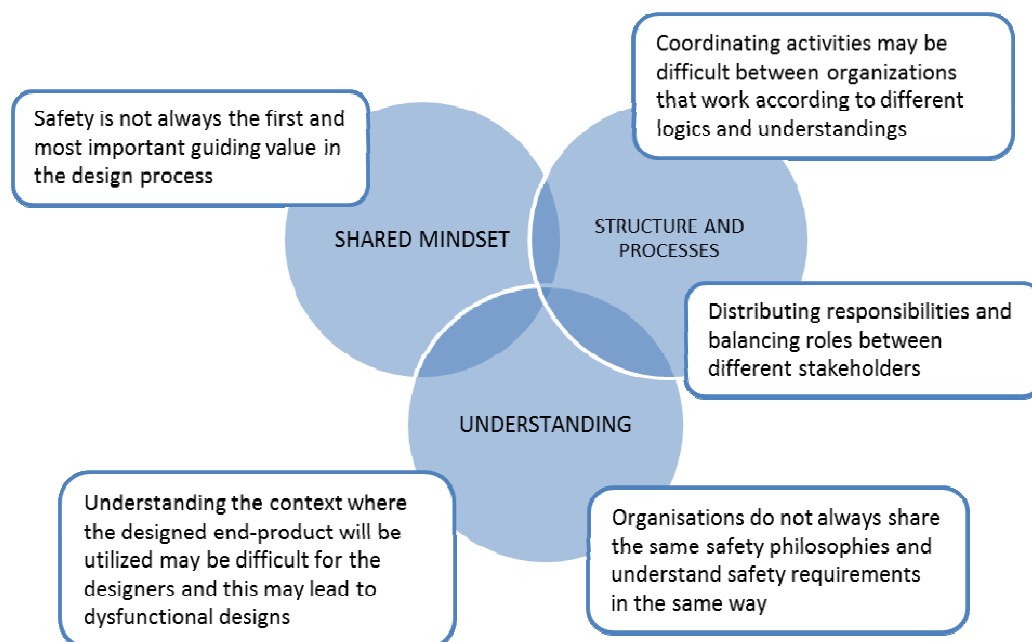 Coordinating activities may be
difficult between organizations
that work according to different
logics and understandings
Safety is not always the first and
most important guiding value in
the design process
SHARED MINDSET
STRUCTURE AND
PROCESSES
Distributing responsibilities and
balancing roles between
different stakeholders
UNDERSTANDING
Understanding the context where
the designed end-product will be
utilized may be difficult for the
designers and this may lead to
dysfunctional designs
Organisations do not always share
the same safety philosophies and
understand safety requirements
in the same way